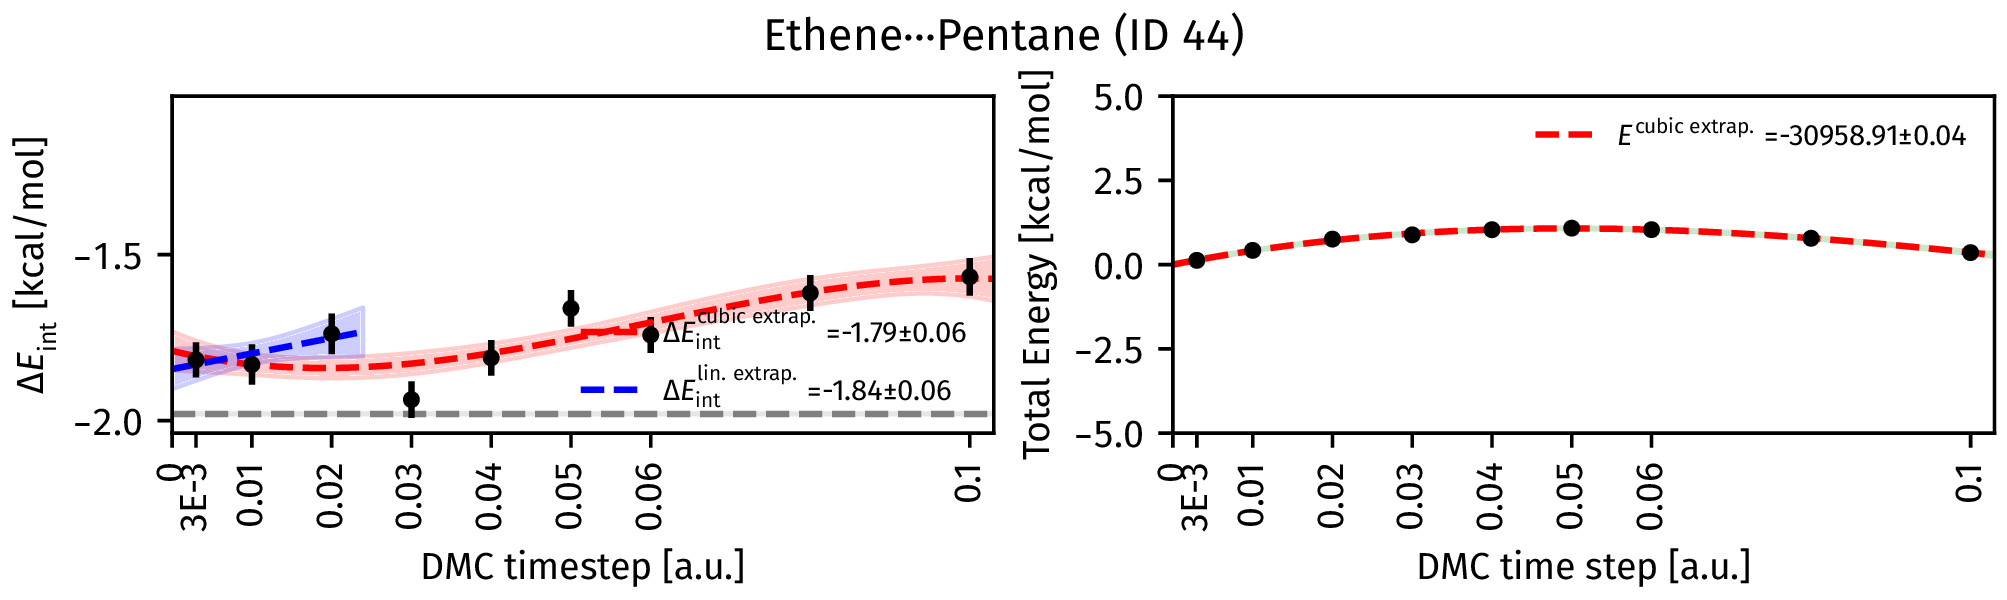 Ethene···Pentane (ID 44)
ΔE_int [kcal/mol]
−1.5
−2.0
ΔE_int^cubic extrap. =-1.79±0.06
ΔE_int^lin. extrap. =-1.84±0.06
0
3E-3
0.01
0.02
0.03
0.04
0.05
0.06
0.1
DMC timestep [a.u.]
Total Energy [kcal/mol]
5.0
2.5
0.0
−2.5
−5.0
E^cubic extrap. =-30958.91±0.04
0
3E-3
0.01
0.02
0.03
0.04
0.05
0.06
0.1
DMC time step [a.u.]